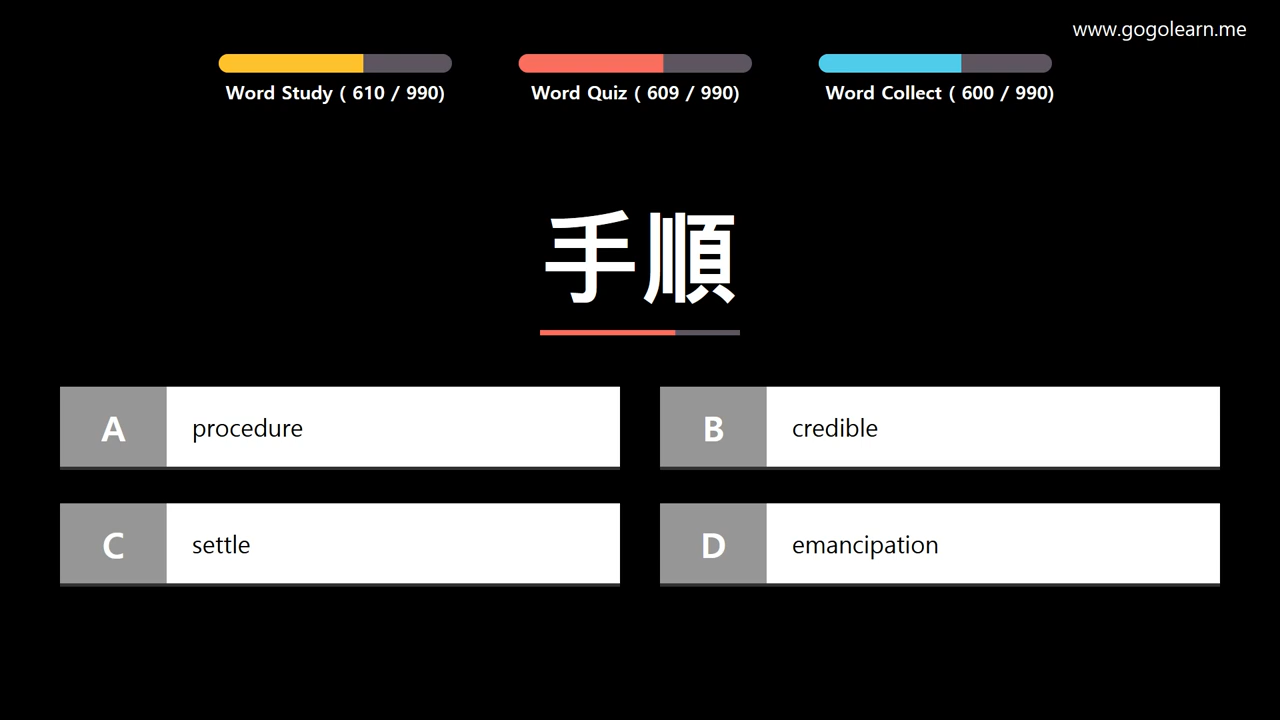 www.gogolearn.me
Word Study ( 610 / 990)
Word Quiz ( 609 / 990)
Word Collect ( 600 / 990)
手順
A procedure
B credible
C settle
D emancipation